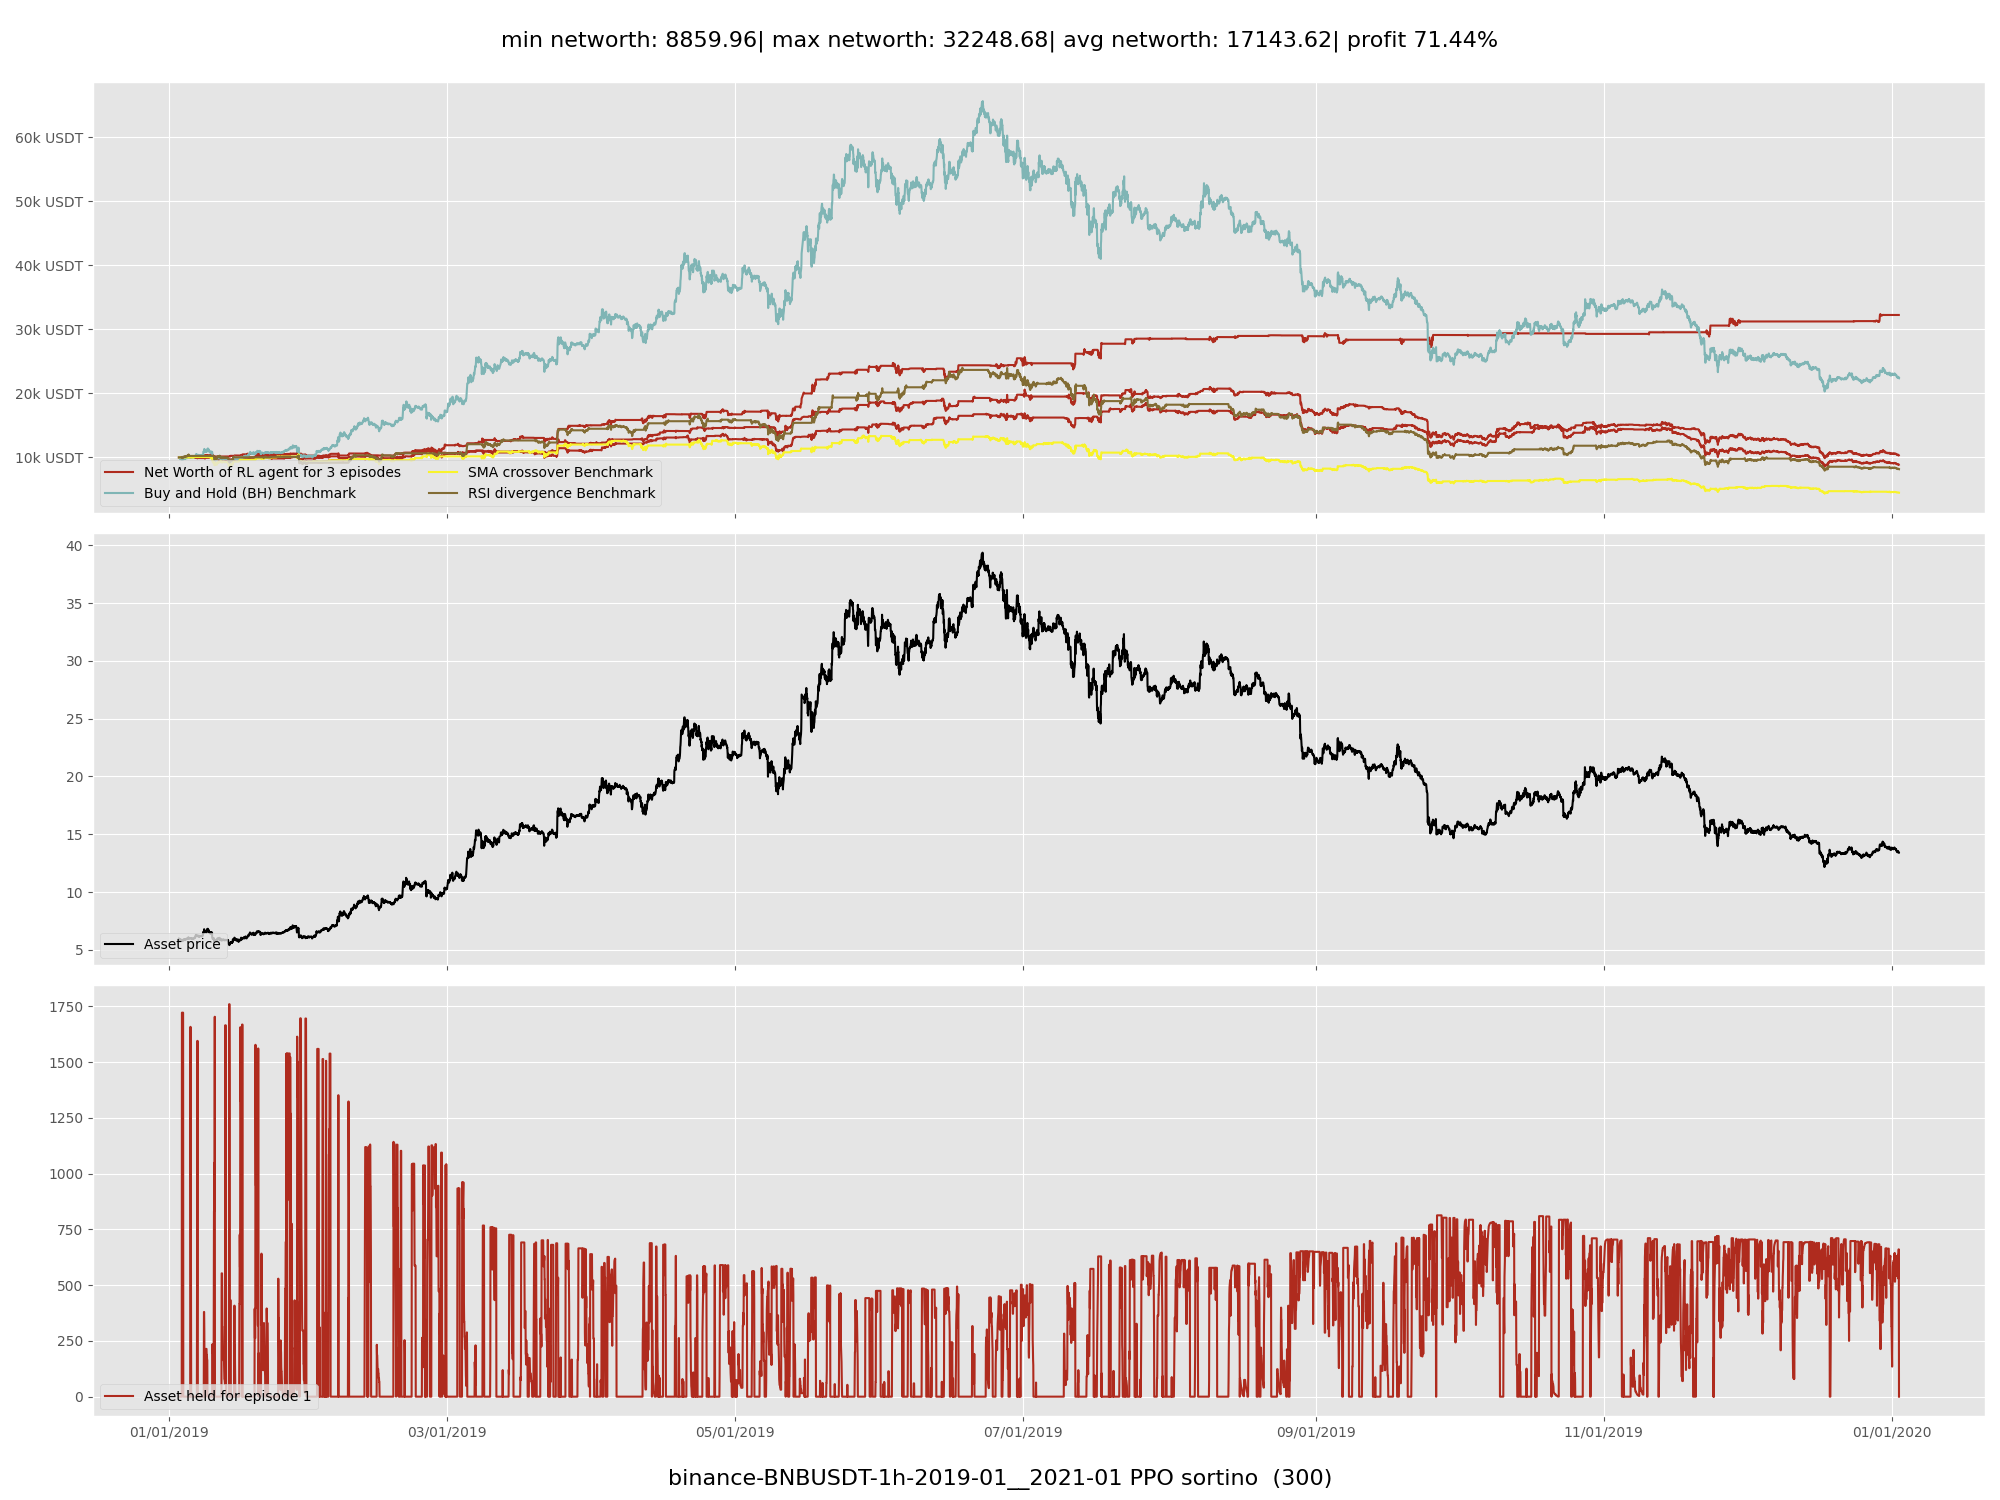 min networth: 8859.96| max networth: 32248.68| avg networth: 17143.62| profit 71.44%
60k USDT
50k USDT
40k USDT
30k USDT
20k USDT
10k USDT
Net Worth of RL agent for 3 episodes
SMA crossover Benchmark
Buy and Hold (BH) Benchmark
RSI divergence Benchmark
40
35
30
25
20
15
10
5
Asset price
1750
1500
1250
1000
750
500
250
0
Asset held for episode 1
01/01/2019 03/01/2019 05/01/2019 07/01/2019 09/01/2019 11/01/2019 01/01/2020
binance-BNBUSDT-1h-2019-01__2021-01 PPO sortino  (300)